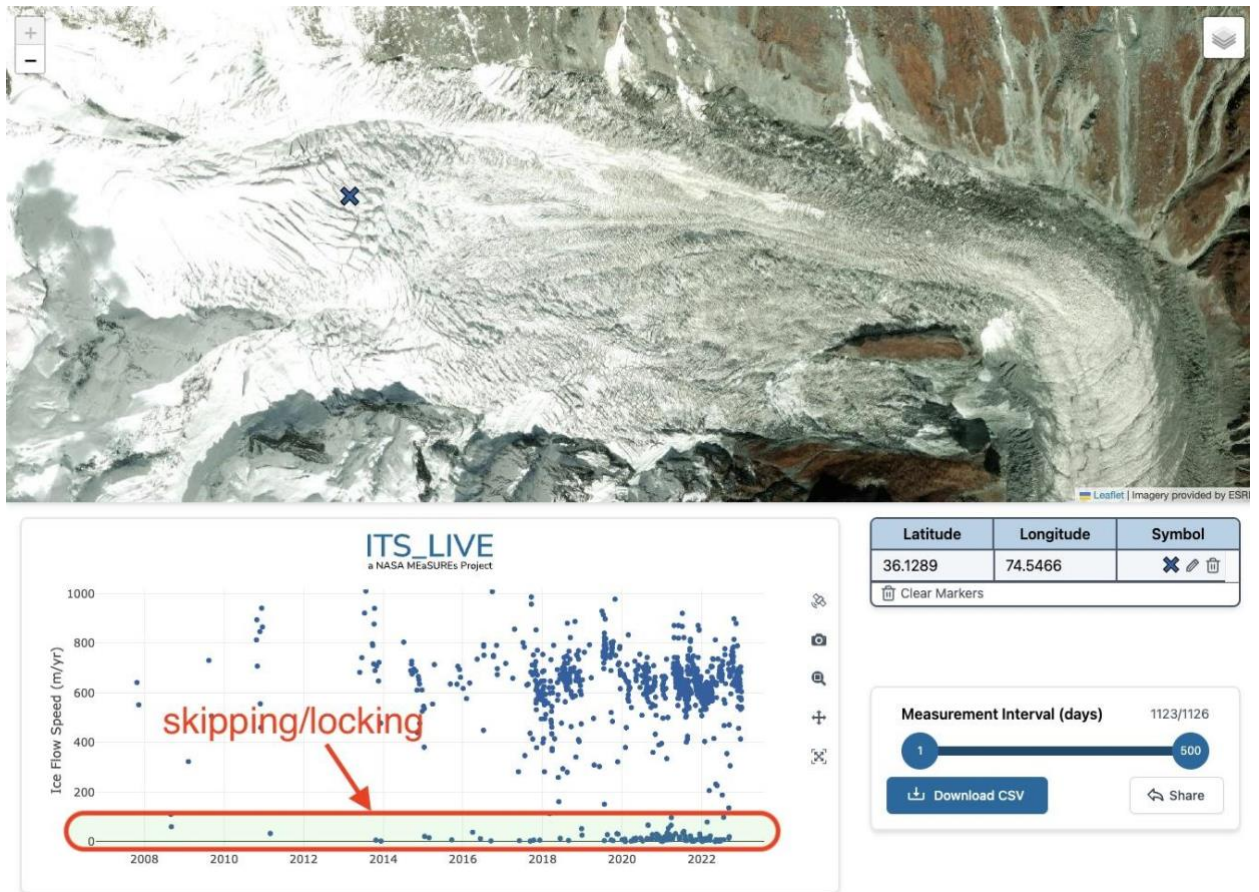 +
−
Leaflet | Imagery provided by ESRI
ITS_LIVE
a NASA MEaSUREs Project
Ice Flow Speed (m/yr)
1000
800
600
400
200
0
skipping/locking
2008 2010 2012 2014 2016 2018 2020 2022
Latitude Longitude Symbol
36.1289 74.5466
Clear Markers
Measurement Interval (days) 1123/1126
1 500
Download CSV Share